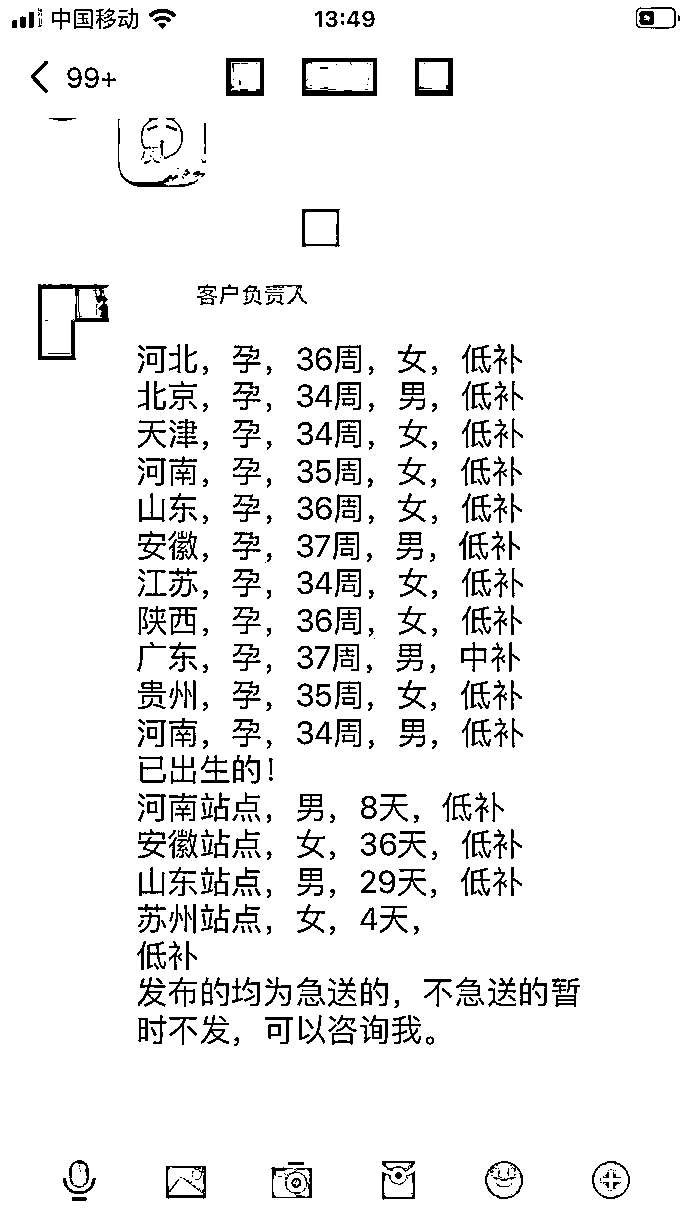 中国移动 13:49
99+
客户负责人
河北，孕，36周，女，低补
北京，孕，34周，男，低补
天津，孕，34周，女，低补
河南，孕，35周，女，低补
山东，孕，36周，女，低补
安徽，孕，37周，男，低补
江苏，孕，34周，女，低补
陕西，孕，36周，女，低补
广东，孕，37周，男，中补
贵州，孕，35周，女，低补
河南，孕，34周，男，低补
已出生的！
河南站点，男，8天，低补
安徽站点，女，36天，低补
山东站点，男，29天，低补
苏州站点，女，4天，
低补
发布的均为急送的，不急送的暂
时不发，可以咨询我。